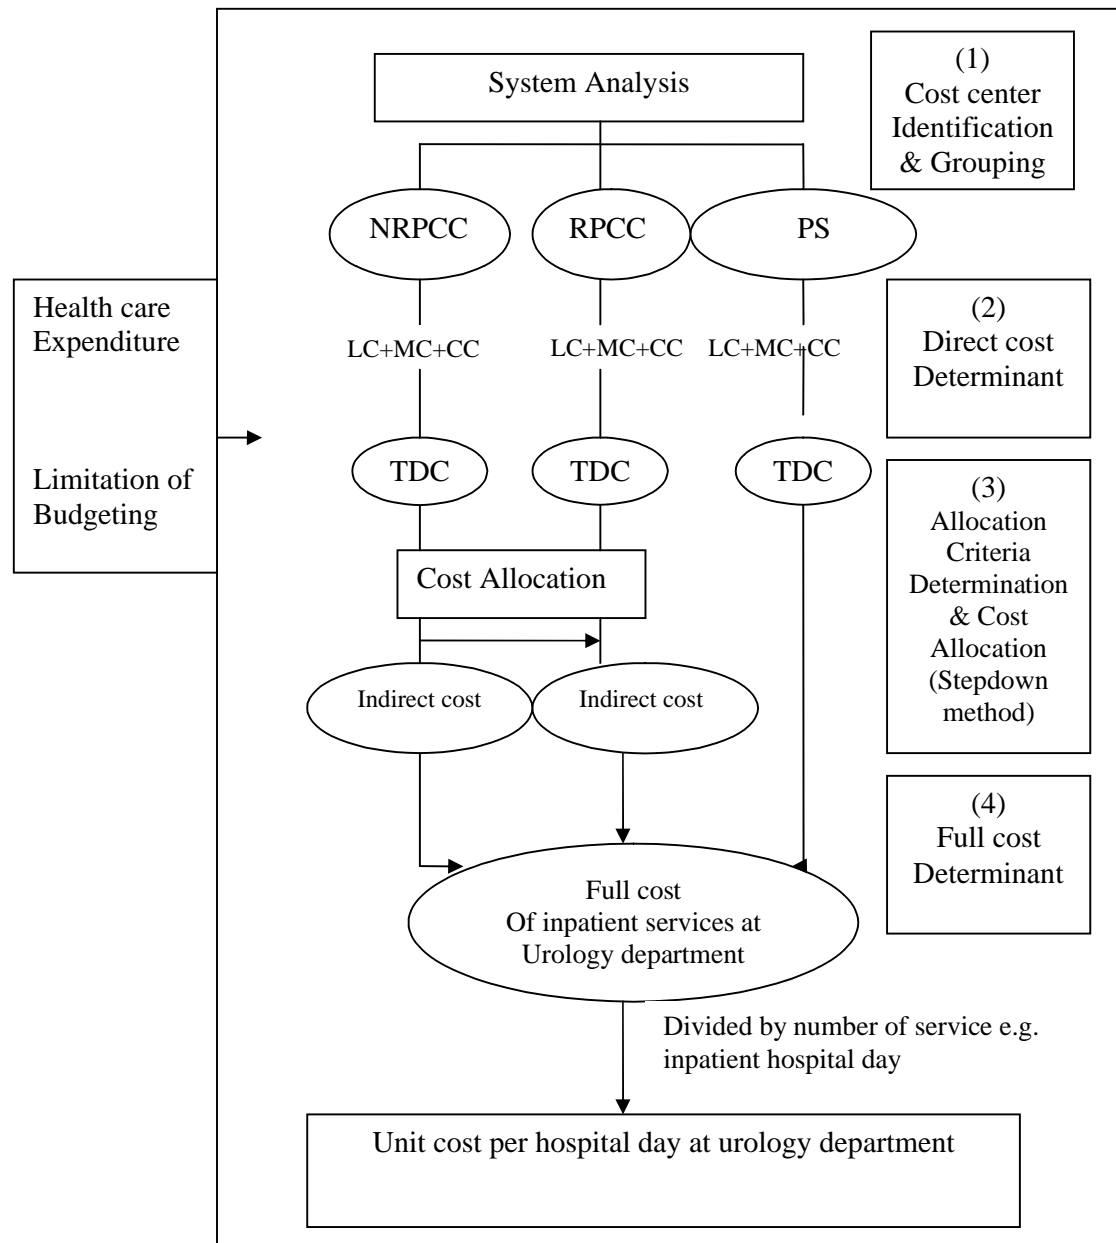 System Analysis
(1)
Cost center
Identification
& Grouping
NRPCC
RPCC
PS
Health care
Expenditure
Limitation of
Budgeting
LC+MC+CC
LC+MC+CC
LC+MC+CC
(2)
Direct cost
Determinant
TDC
TDC
TDC
(3)
Allocation
Criteria
Determination
& Cost
Allocation
(Stepdown
method)
Cost Allocation
Indirect cost
Indirect cost
(4)
Full cost
Determinant
Full cost
Of inpatient services at
Urology department
Divided by number of service e.g.
inpatient hospital day
Unit cost per hospital day at urology department